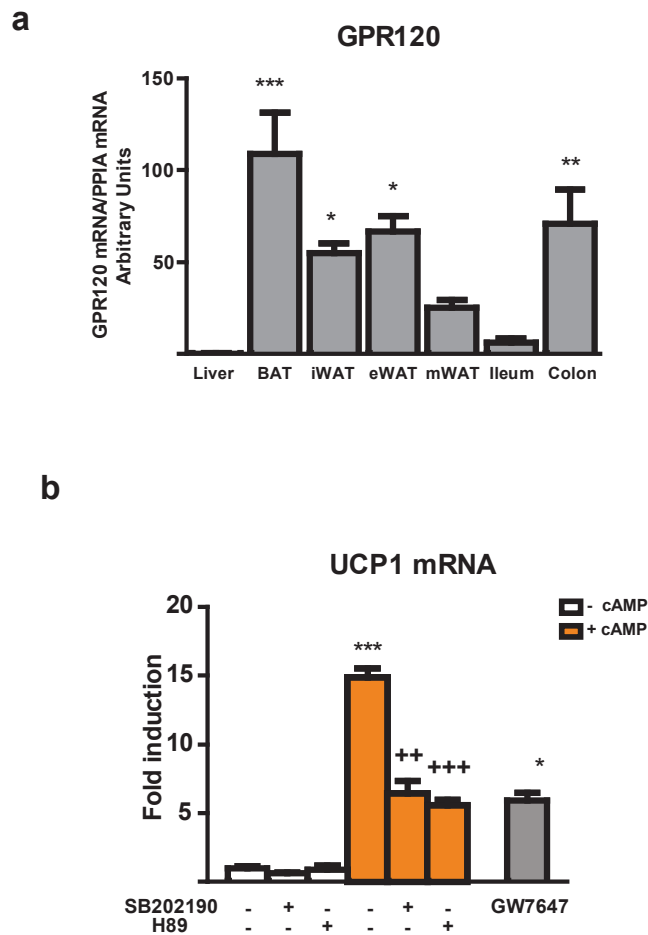 a
GPR120
GPR120 mRNA/PPIA mRNA
Arbitrary Units
150
100
50
***
*
*
**
Liver BAT iWAT eWAT mWAT Ileum Colon
b
UCP1 mRNA
Fold induction
20
15
10
5
0
- cAMP
+ cAMP
***
++
+++
*
SB202190 - + - - + - GW7647
H89 - - + - - +